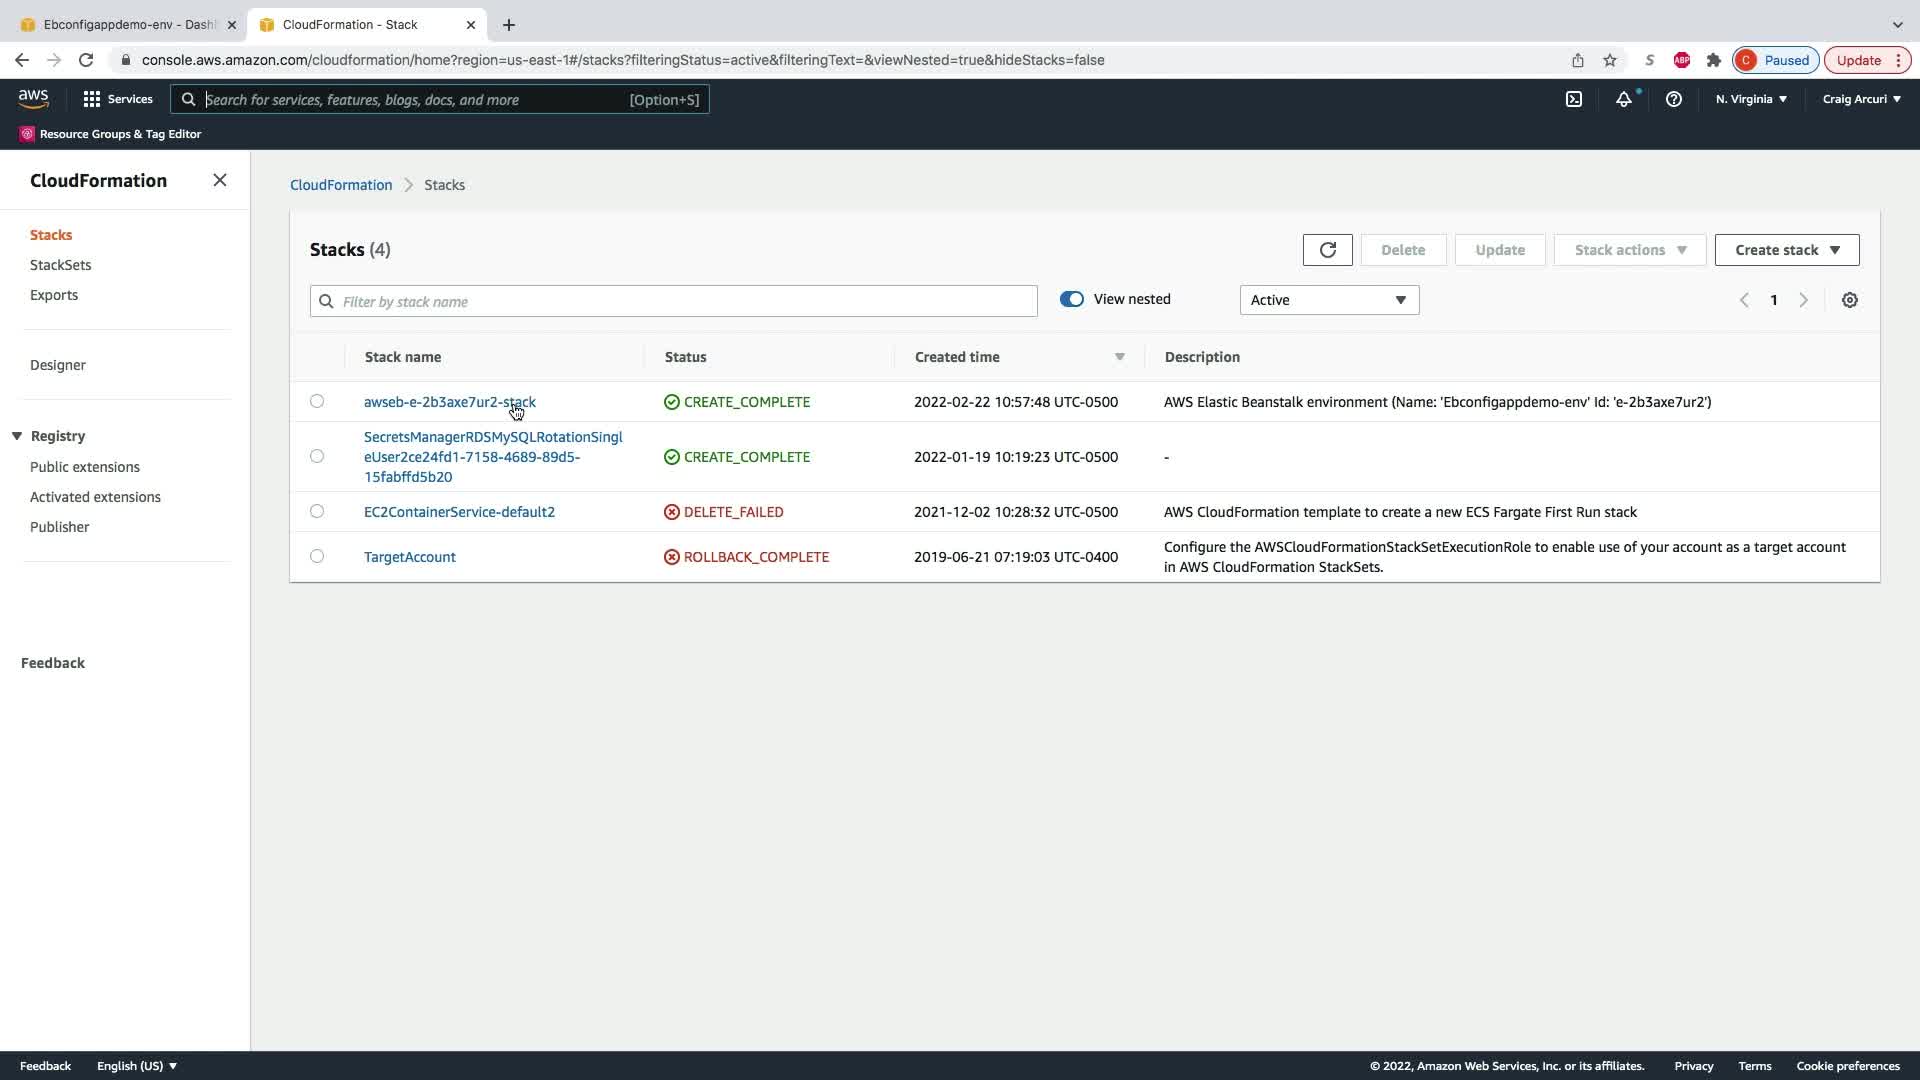 Ebconfigappdemo-env - Dash
CloudFormation - Stack
console.aws.amazon.com/cloudformation/home?region=us-east-1#/stacks?filteringStatus=active&filteringText=&viewNested=true&hideStacks=false
S
ABP
C Paused
Update
aws
Services
Search for services, features, blogs, docs, and more
[Option+S]
N. Virginia
Craig Arcuri
Resource Groups & Tag Editor
CloudFormation
Stacks
StackSets
Exports
Designer
Registry
Public extensions
Activated extensions
Publisher
Feedback
CloudFormation
Stacks
Stacks (4)
Delete
Update
Stack actions
Create stack
Filter by stack name
View nested
Active
1
Stack name
Status
Created time
Description
awseb-e-2b3axe7ur2-stack
CREATE_COMPLETE
2022-02-22 10:57:48 UTC-0500
AWS Elastic Beanstalk environment (Name: 'Ebconfigappdemo-env' Id: 'e-2b3axe7ur2')
SecretsManagerRDSMySQLRotationSingl
eUser2ce24fd1-7158-4689-89d5-
15fabffd5b20
CREATE_COMPLETE
2022-01-19 10:19:23 UTC-0500
-
EC2ContainerService-default2
DELETE_FAILED
2021-12-02 10:28:32 UTC-0500
AWS CloudFormation template to create a new ECS Fargate First Run stack
TargetAccount
ROLLBACK_COMPLETE
2019-06-21 07:19:03 UTC-0400
Configure the AWSCloudFormationStackSetExecutionRole to enable use of your account as a target account
in AWS CloudFormation StackSets.
Feedback
English (US)
© 2022, Amazon Web Services, Inc. or its affiliates.
Privacy
Terms
Cookie preferences